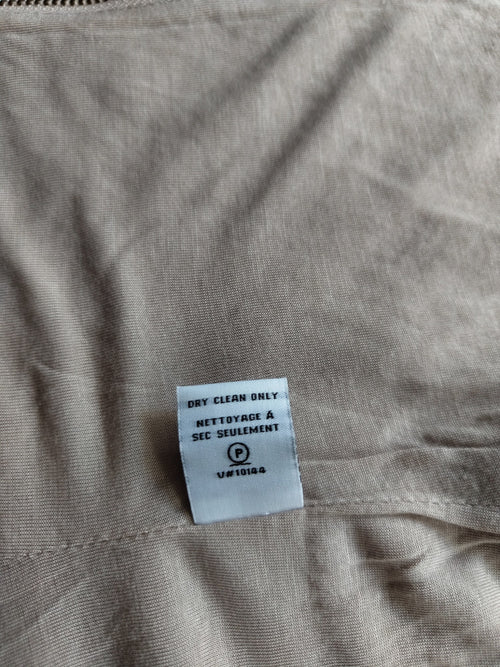 DRY CLEAN ONLY
NETTOYAGE À
SEC SEULEMENT
P
V#10144